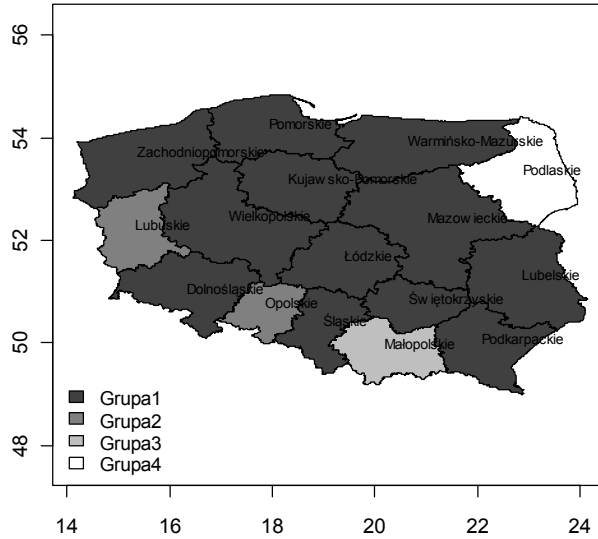 56
54
52
50
48
Pomorskie
Warmińsko-Mazurskie
Zachodniopomorskie
Podlaskie
Kujawsko-Pomorskie
Wielkopolskie
Mazowieckie
Lubuskie
Łódzkie
Lubelskie
Dolnośląskie
Opolskie
Świętokrzyskie
Śląskie
Podkarpackie
Małopolskie
Grupa1
Grupa2
Grupa3
Grupa4
14 16 18 20 22 24